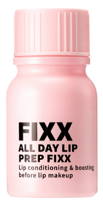 FIXX
ALL DAY LIP
PREP FIXX
Lip conditioning & boosting
before lip makeup